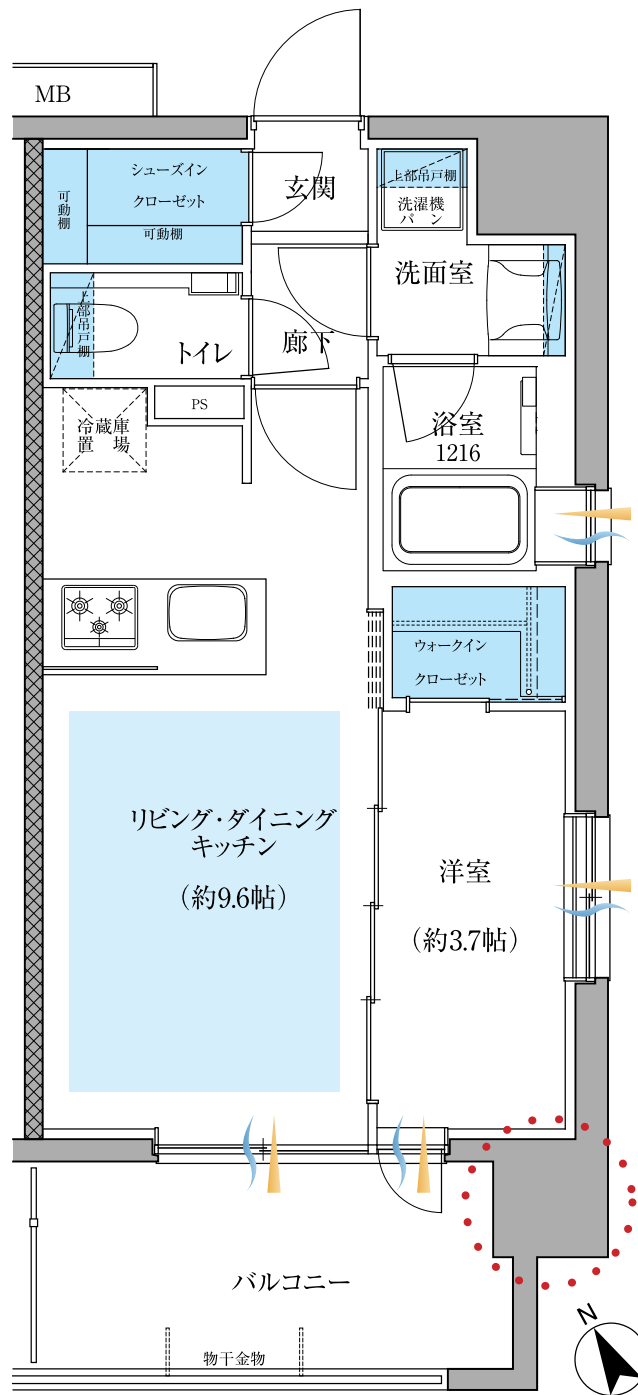 MB
シューズイン
クローゼット
可動棚
可動棚
玄関
上部吊戸棚
洗濯機
パン
洗面室
上部吊戸棚
トイレ
廊下
PS
冷蔵庫
置場
浴室
1216
ウォークイン
クローゼット
リビング・ダイニング
キッチン
(約9.6帖)
洋室
(約3.7帖)
バルコニー
物干金物
N